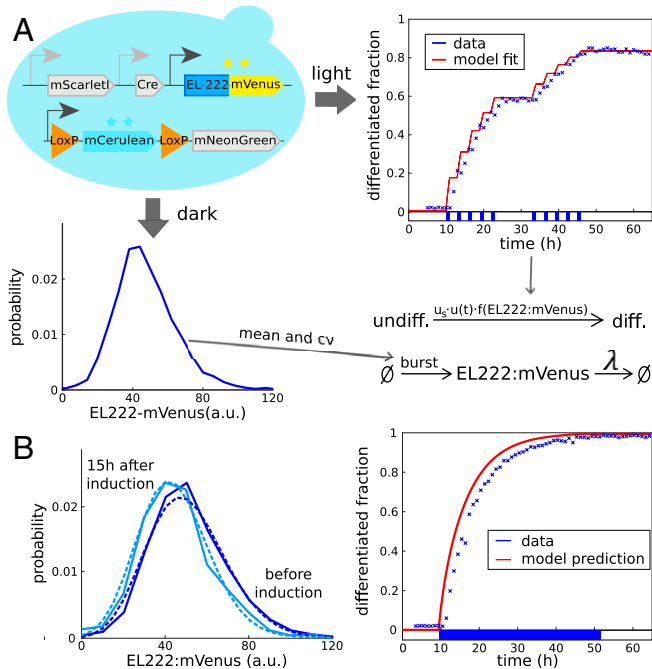 A
mScarletI
Cre
EL-222
mVenus
LoxP
mCerulean
LoxP
mNeonGreen
light
dark
differentiated fraction
1
0.8
0.6
0.4
0.2
0
data
model fit
0 10 20 30 40 50 60
time (h)
probability
0.02
0.01
0
0 40 80 120
EL222-mVenus(a.u.)
mean and cv
undiff. uₛ·u(t)·f(EL222:mVenus) diff.
∅ burst EL222:mVenus λ ∅
B
probability
0.02
0.01
0
15h after
induction
before
induction
0 20 40 60 80 100 120
EL222:mVenus (a.u.)
differentiated fraction
1
0.8
0.6
0.4
0.2
0
data
model prediction
0 10 20 30 40 50 60
time (h)